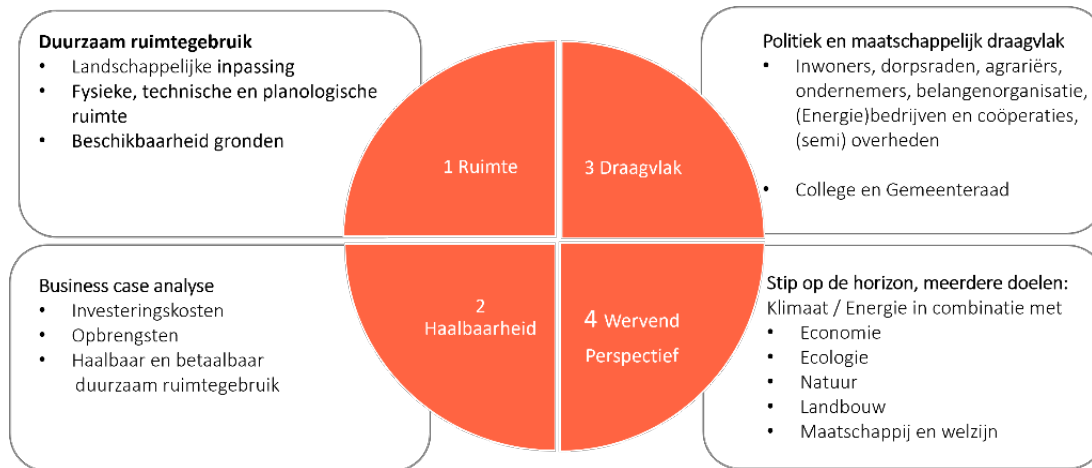 Duurzaam ruimtegebruik
• Landschappelijke inpassing
• Fysieke, technische en planologische
ruimte
• Beschikbaarheid gronden
1 Ruimte
3 Draagvlak
Politiek en maatschappelijk draagvlak
• Inwoners, dorpsraden, agrariërs,
ondernemers, belangenorganisatie,
(Energie)bedrijven en coöperaties,
(semi) overheden
• College en Gemeenteraad
Business case analyse
• Investeringskosten
• Opbrengsten
• Haalbaar en betaalbaar
duurzaam ruimtegebruik
2
Haalbaarheid
4 Wervend
Perspectief
Stip op de horizon, meerdere doelen:
Klimaat / Energie in combinatie met
• Economie
• Ecologie
• Natuur
• Landbouw
• Maatschappij en welzijn